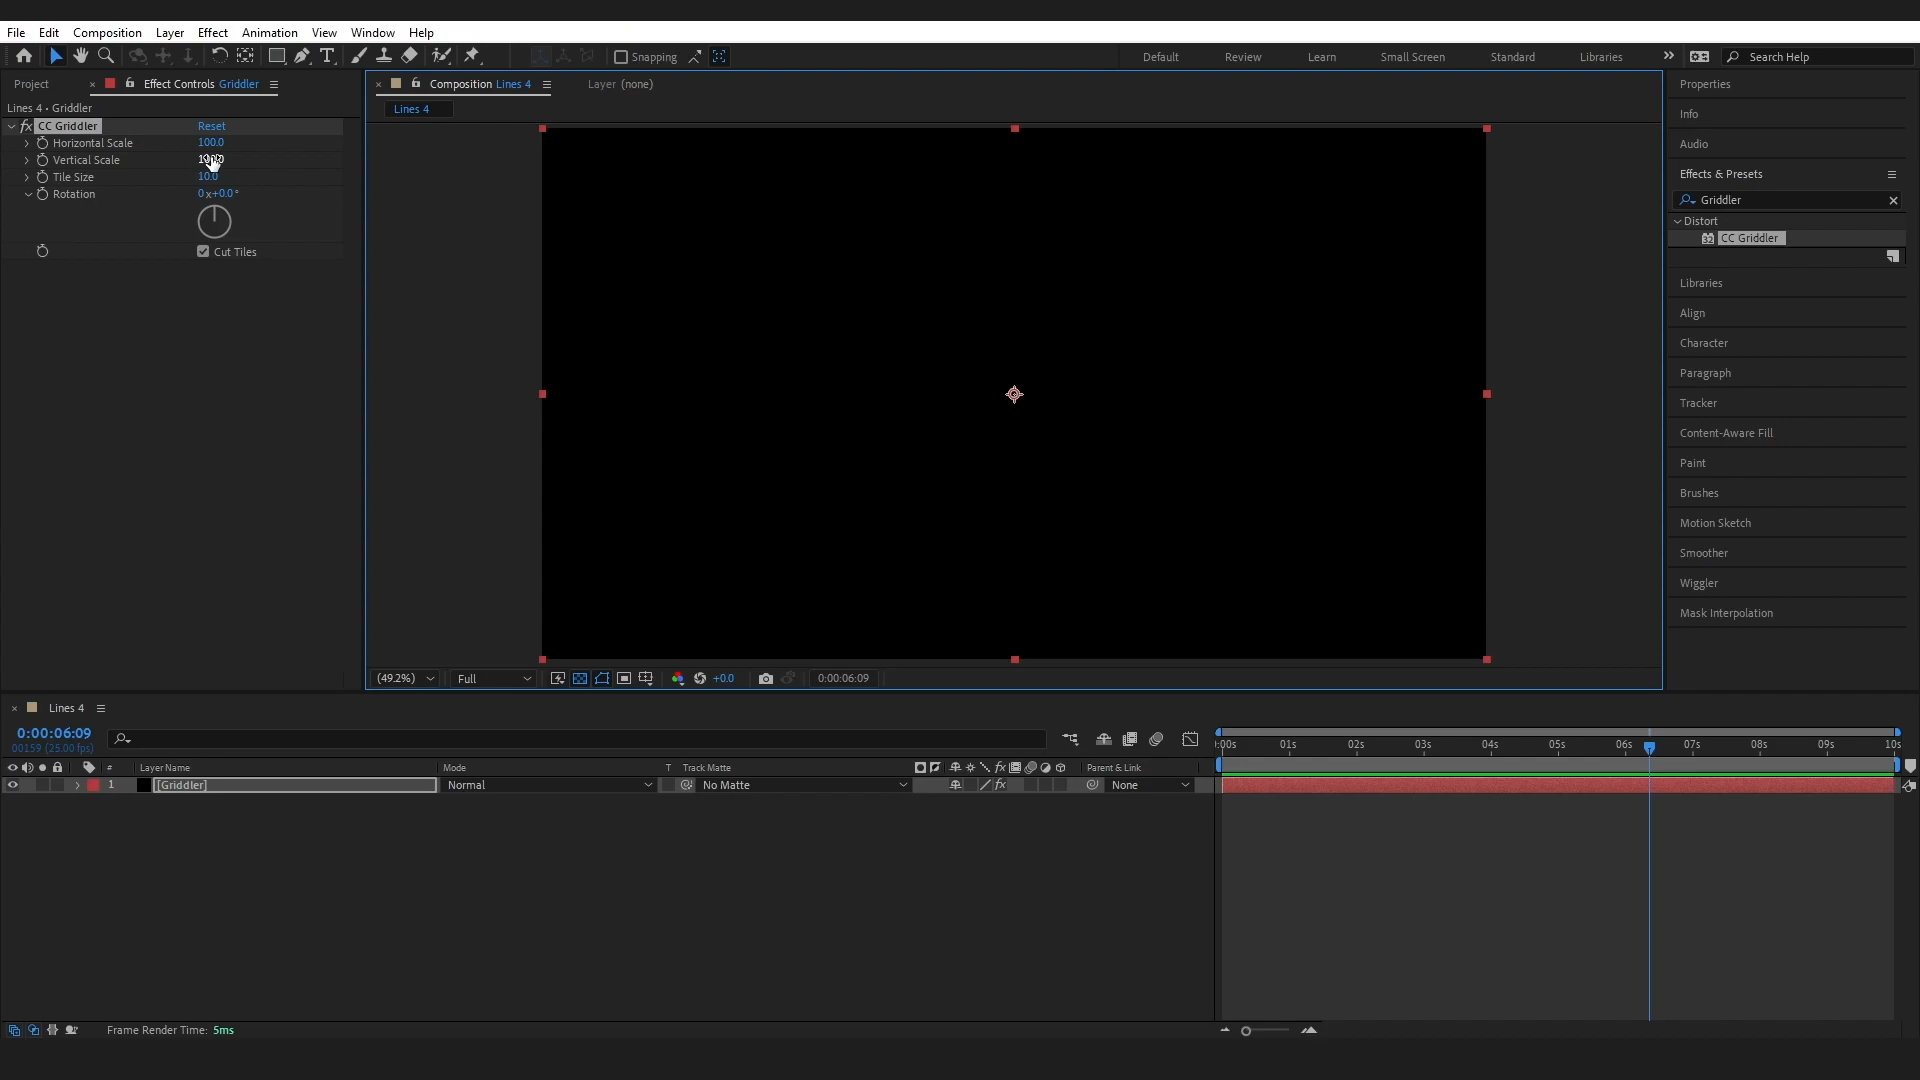 File Edit Composition Layer Effect Animation View Window Help
Snapping Default Review Learn Small Screen Standard Libraries Search Help
Project Effect Controls Griddler Composition Lines 4 Layer (none) Properties
Lines 4 • Griddler Lines 4
Info
fx CC Griddler Reset
Horizontal Scale 100.0
Vertical Scale
Tile Size 10.0
Rotation 0x+0.0°
Cut Tiles
Audio
Effects & Presets
Griddler
Distort
CC Griddler
Libraries
Align
Character
Paragraph
Tracker
Content-Aware Fill
Paint
Brushes
Motion Sketch
Smoother
Wiggler
Mask Interpolation
(49.2%) Full +0.0 0:00:06:09
Lines 4
0:00:06:09
00159 (25.00 fps)
:00s 01s 02s 03s 04s 05s 06s 07s 08s 09s 10s
# Layer Name Mode T Track Matte fx Parent & Link
1 [Griddler] Normal No Matte fx None
Frame Render Time: 5ms